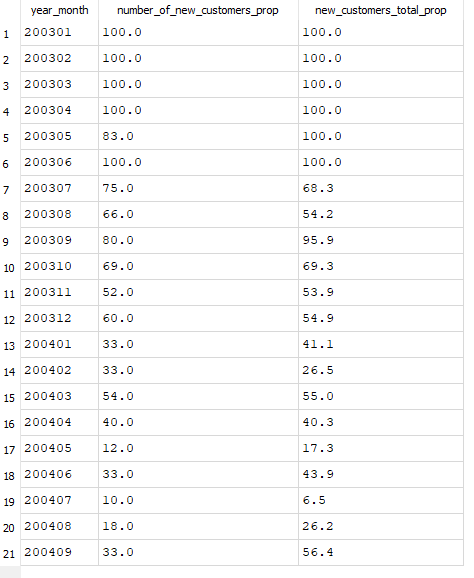 year_month number_of_new_customers_prop new_customers_total_prop
1 200301 100.0 100.0
2 200302 100.0 100.0
3 200303 100.0 100.0
4 200304 100.0 100.0
5 200305 83.0 100.0
6 200306 100.0 100.0
7 200307 75.0 68.3
8 200308 66.0 54.2
9 200309 80.0 95.9
10 200310 69.0 69.3
11 200311 52.0 53.9
12 200312 60.0 54.9
13 200401 33.0 41.1
14 200402 33.0 26.5
15 200403 54.0 55.0
16 200404 40.0 40.3
17 200405 12.0 17.3
18 200406 33.0 43.9
19 200407 10.0 6.5
20 200408 18.0 26.2
21 200409 33.0 56.4